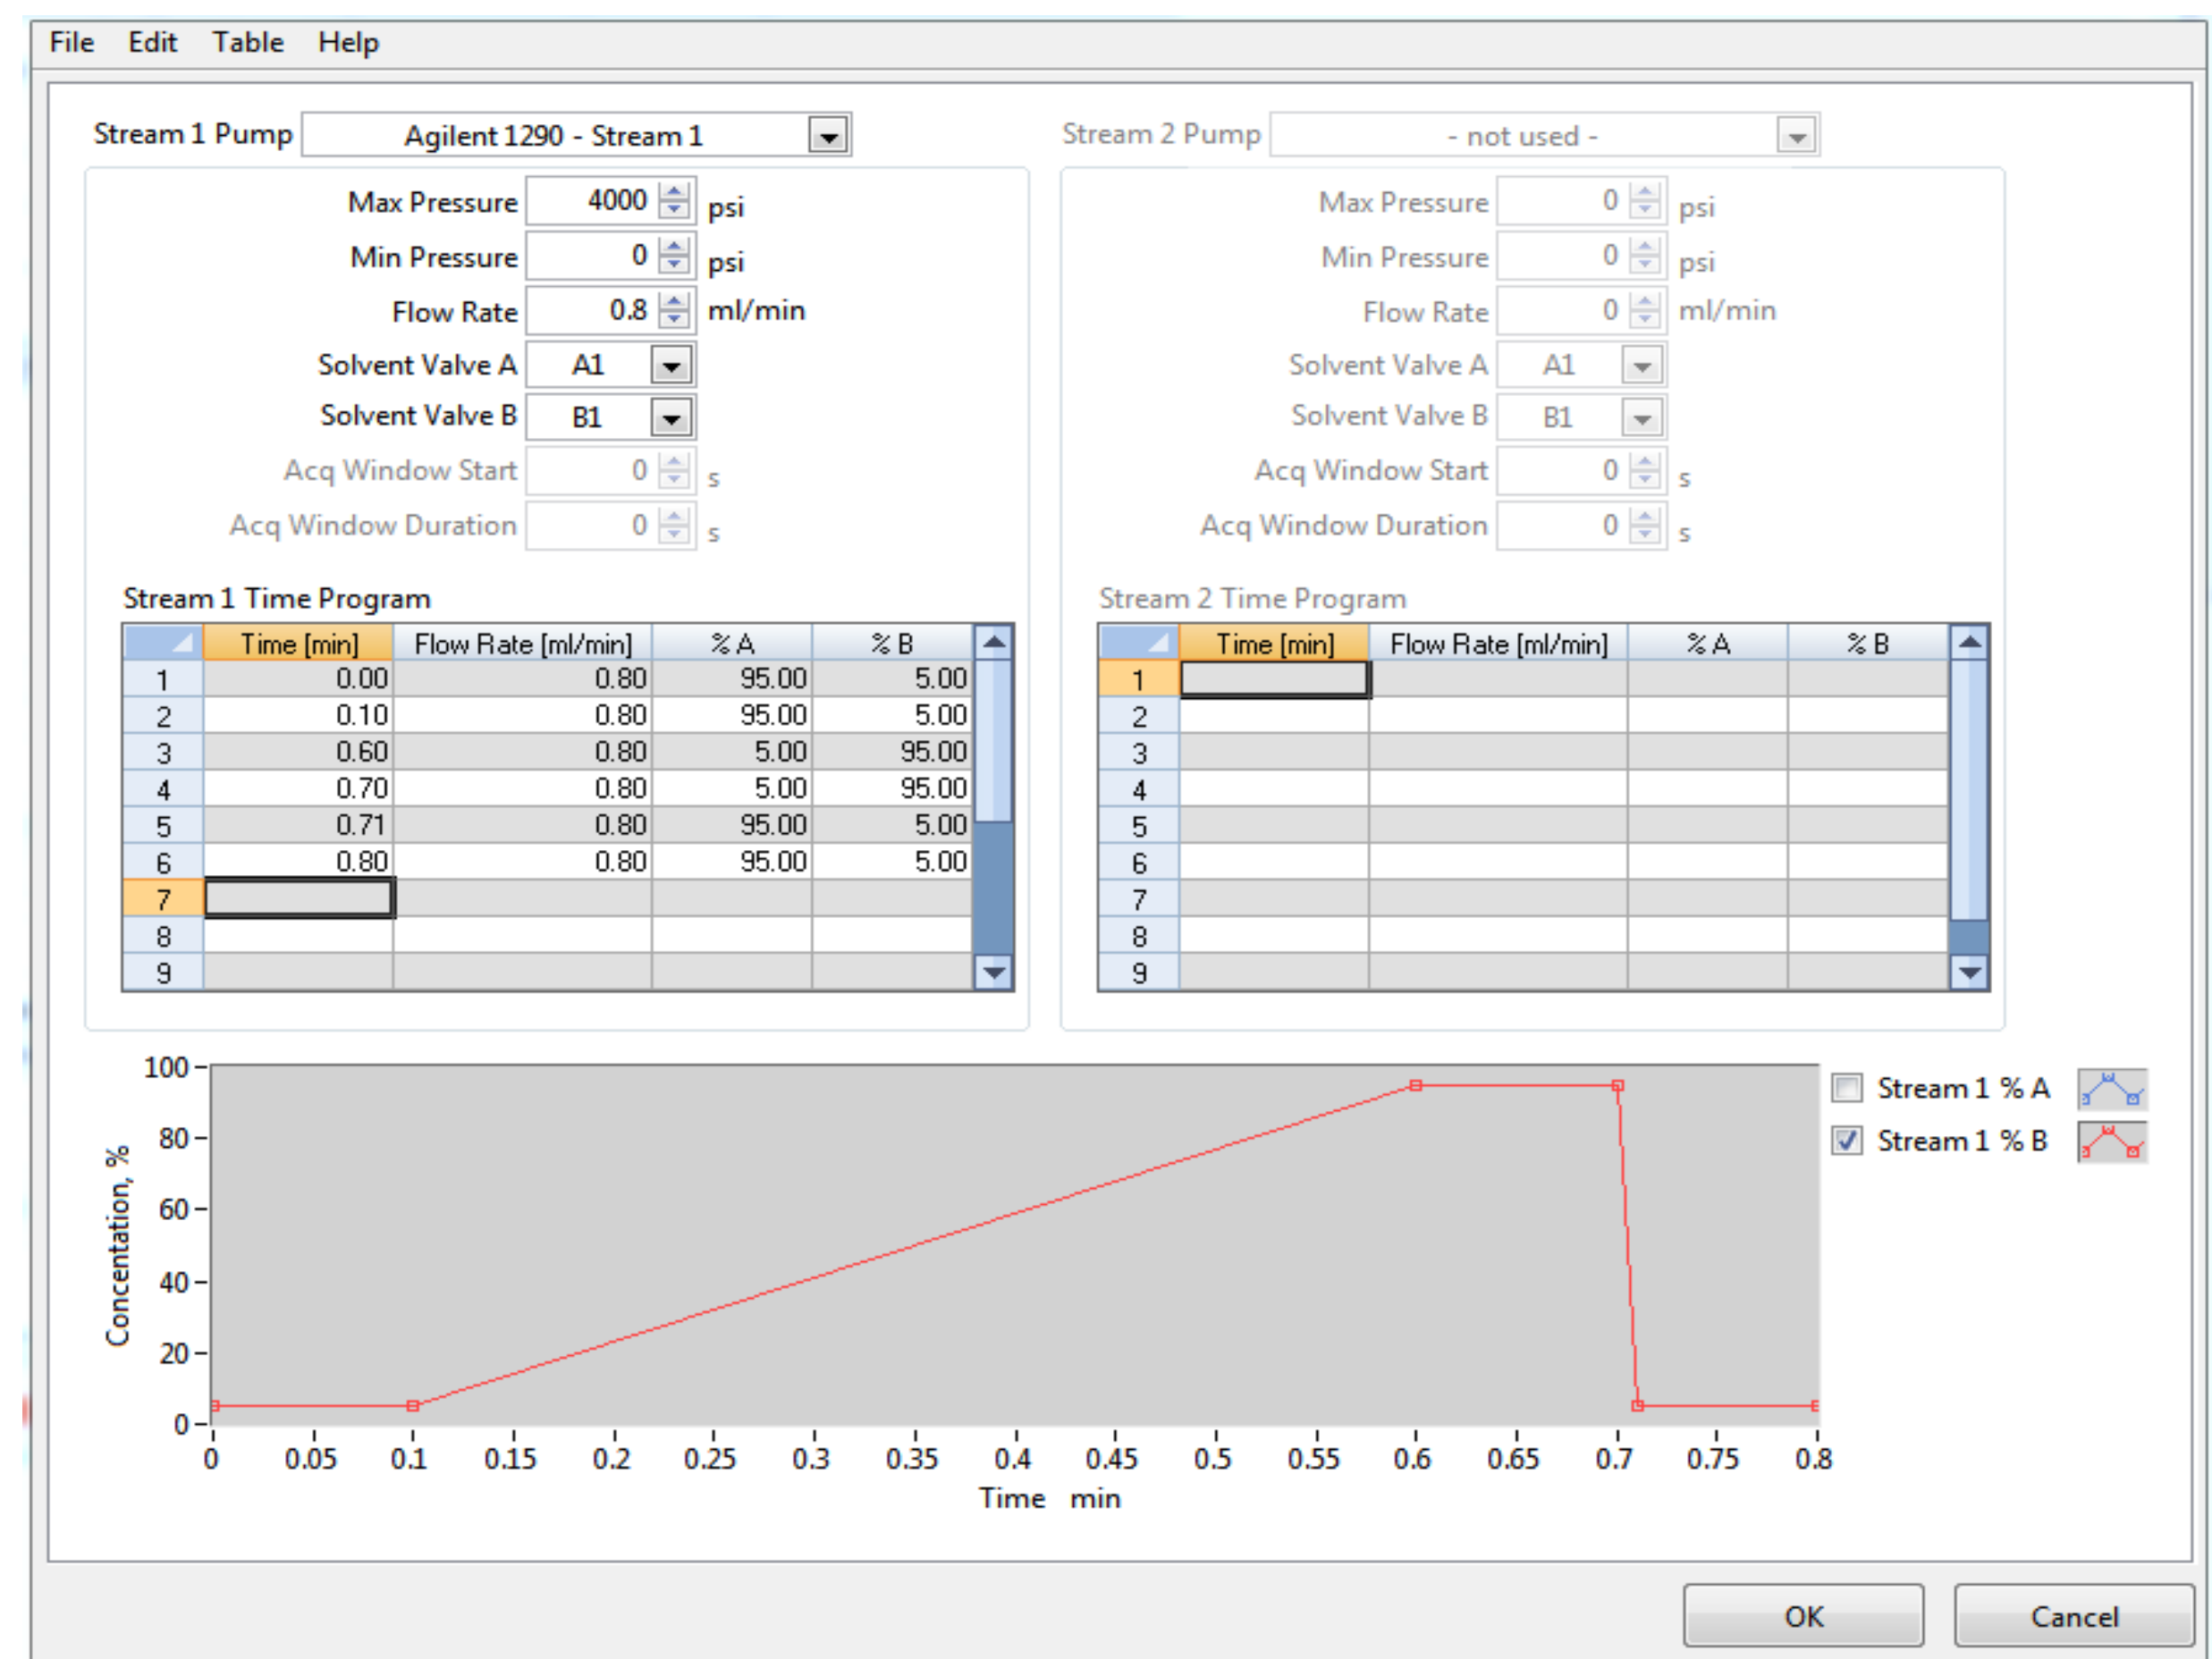 File Edit Table Help
Stream 1 Pump Agilent 1290 - Stream 1
Max Pressure 4000 psi
Min Pressure 0 psi
Flow Rate 0.8 ml/min
Solvent Valve A A1
Solvent Valve B B1
Acq Window Start 0 s
Acq Window Duration 0 s
Stream 1 Time Program
Time [min] Flow Rate [ml/min] % A % B
1 0.00 0.80 95.00 5.00
2 0.10 0.80 95.00 5.00
3 0.60 0.80 5.00 95.00
4 0.70 0.80 5.00 95.00
5 0.71 0.80 95.00 5.00
6 0.80 0.80 95.00 5.00
7
8
9
Stream 2 Pump - not used -
Max Pressure 0 psi
Min Pressure 0 psi
Flow Rate 0 ml/min
Solvent Valve A A1
Solvent Valve B B1
Acq Window Start 0 s
Acq Window Duration 0 s
Stream 2 Time Program
Time [min] Flow Rate [ml/min] % A % B
1
2
3
4
5
6
7
8
9
Concentation, %
100
80
60
40
20
0
0 0.05 0.1 0.15 0.2 0.25 0.3 0.35 0.4 0.45 0.5 0.55 0.6 0.65 0.7 0.75 0.8
Time min
Stream 1 % A
Stream 1 % B
OK Cancel